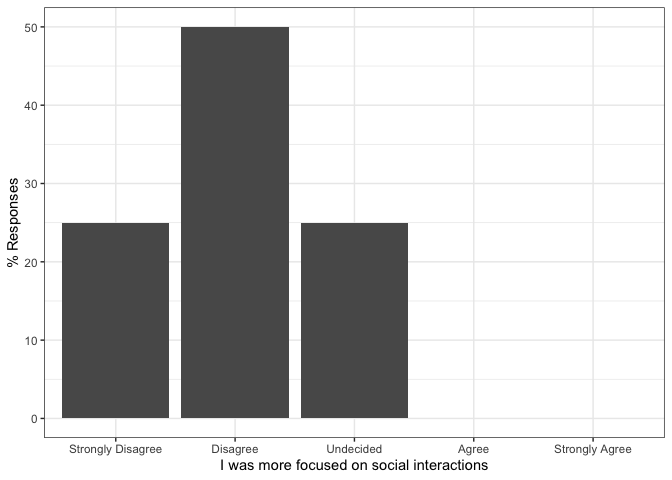 50
40
30
20
10
0
% Responses
Strongly Disagree
Disagree
Undecided
Agree
Strongly Agree
I was more focused on social interactions